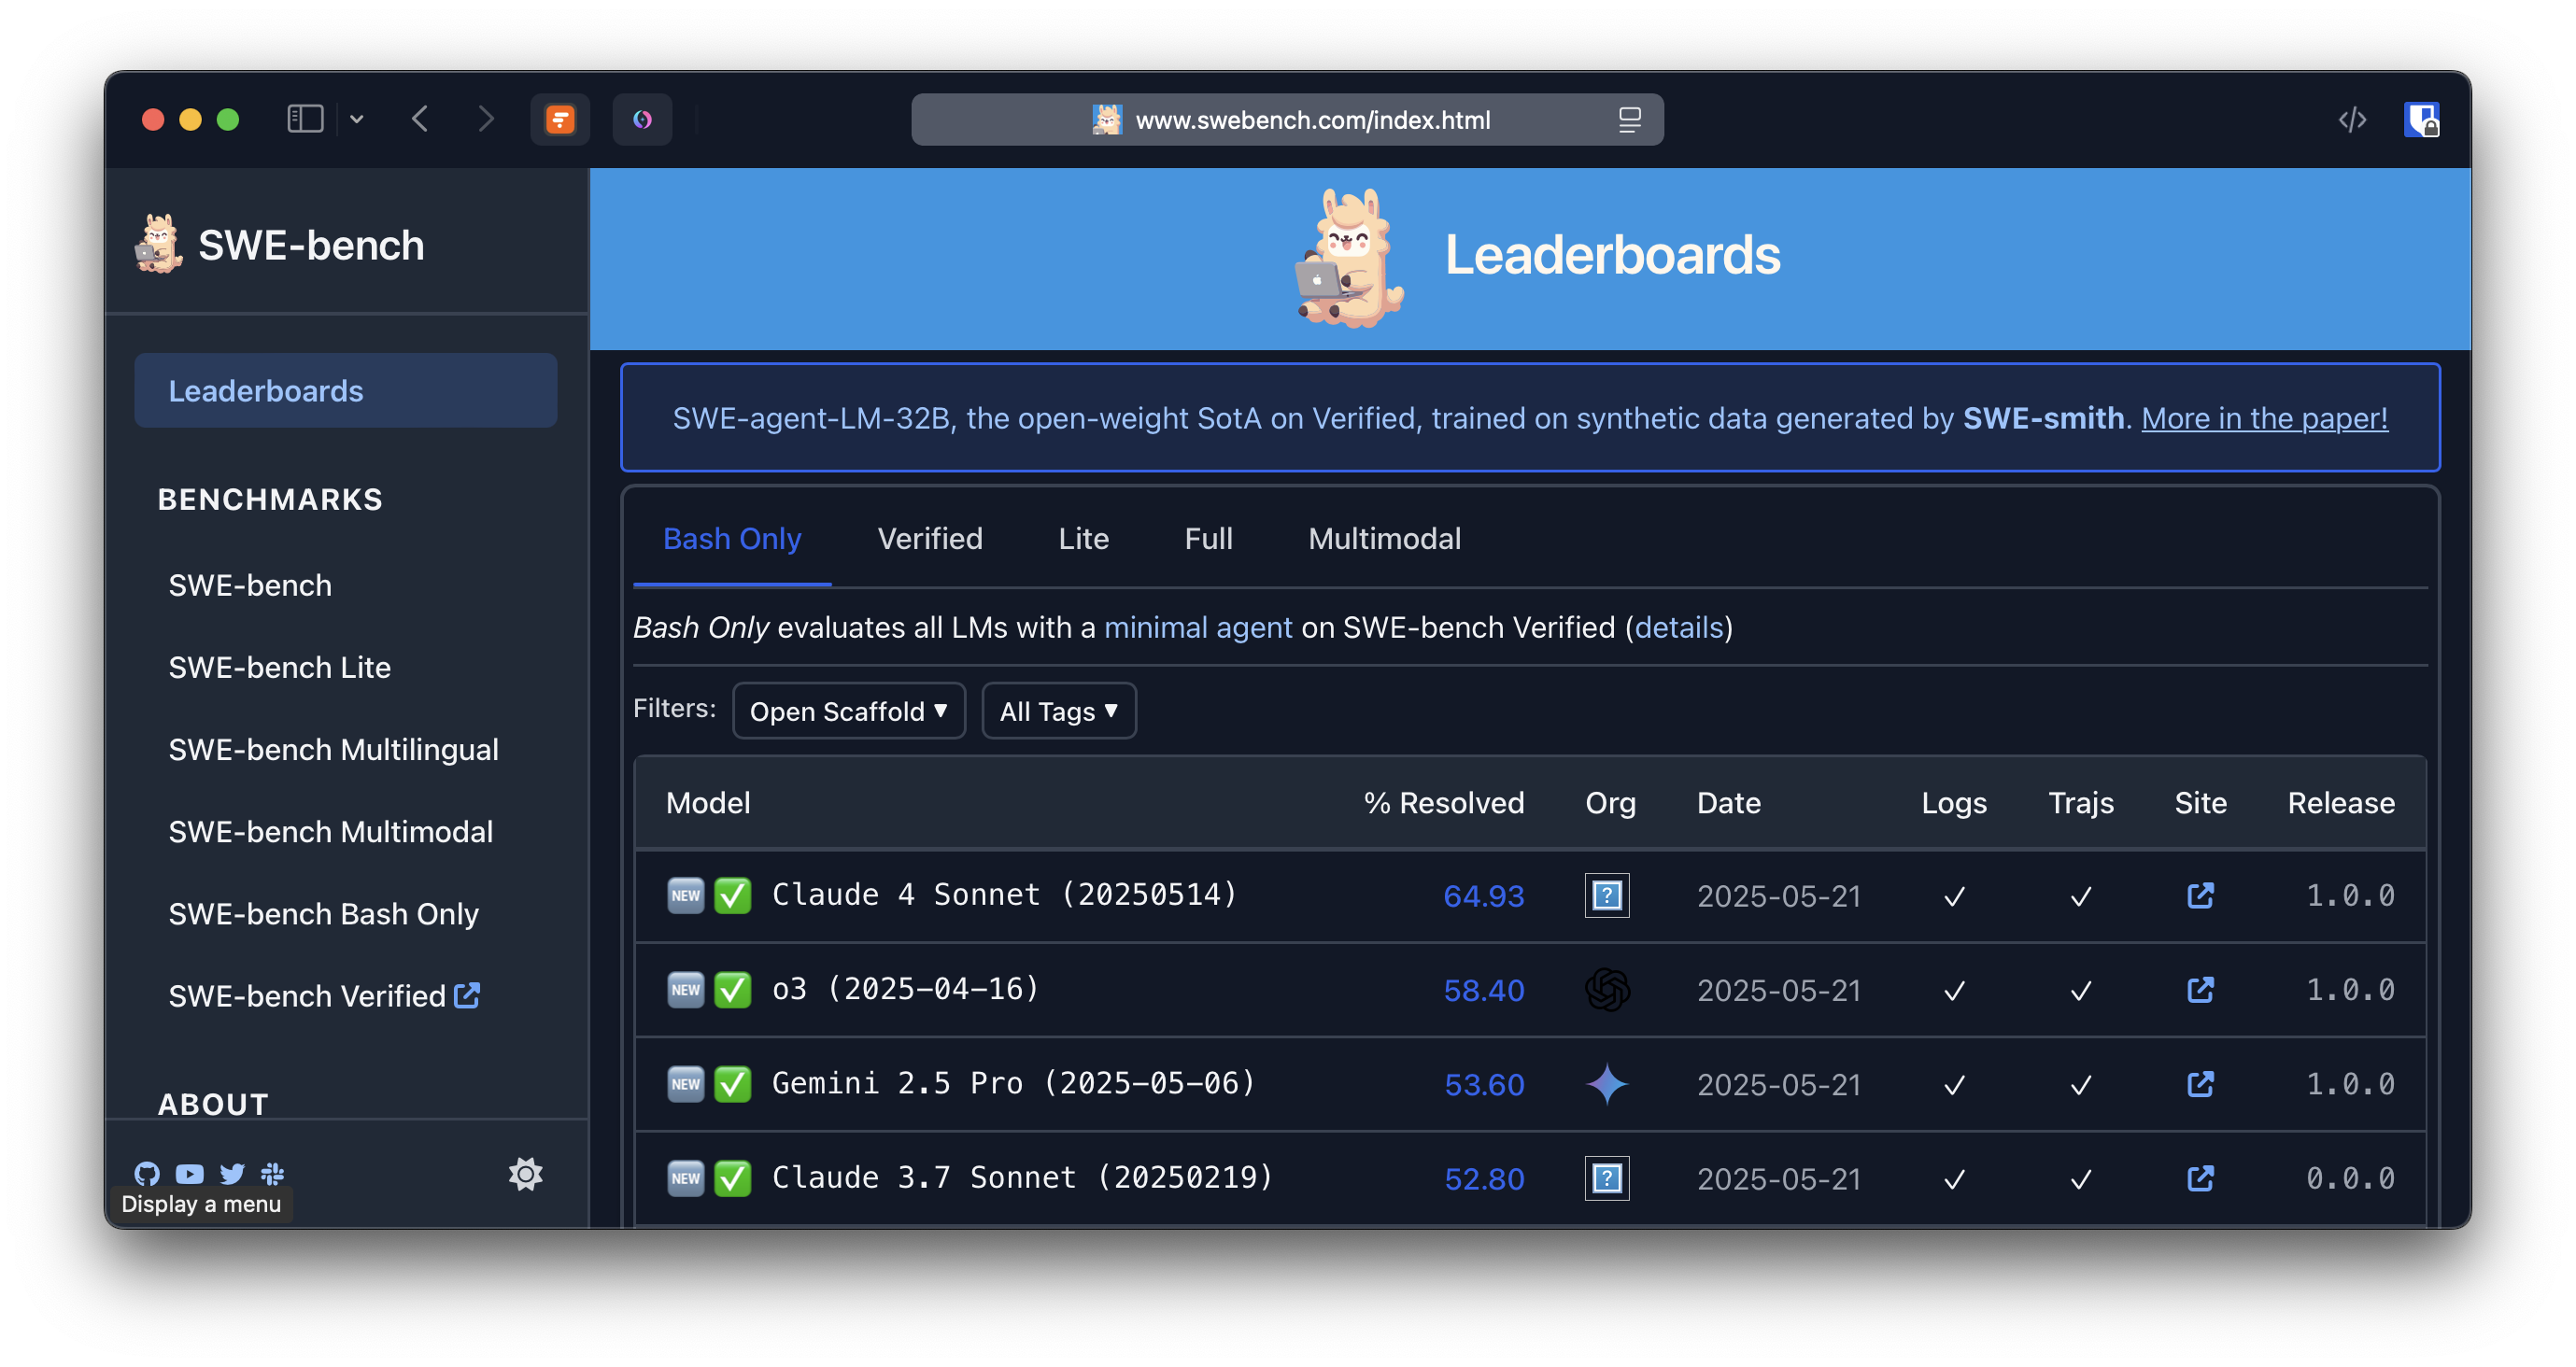 www.swebench.com/index.html
SWE-bench
Leaderboards
BENCHMARKS
SWE-bench
SWE-bench Lite
SWE-bench Multilingual
SWE-bench Multimodal
SWE-bench Bash Only
SWE-bench Verified
ABOUT
Display a menu
Leaderboards
SWE-agent-LM-32B, the open-weight SotA on Verified, trained on synthetic data generated by SWE-smith. More in the paper!
Bash Only Verified Lite Full Multimodal
Bash Only evaluates all LMs with a minimal agent on SWE-bench Verified (details)
Filters: Open Scaffold ▼ All Tags ▼
Model % Resolved Org Date Logs Trajs Site Release
🆕 ✅ Claude 4 Sonnet (20250514) 64.93 ? 2025-05-21 ✓ ✓ 1.0.0
🆕 ✅ o3 (2025-04-16) 58.40 2025-05-21 ✓ ✓ 1.0.0
🆕 ✅ Gemini 2.5 Pro (2025-05-06) 53.60 2025-05-21 ✓ ✓ 1.0.0
🆕 ✅ Claude 3.7 Sonnet (20250219) 52.80 ? 2025-05-21 ✓ ✓ 0.0.0